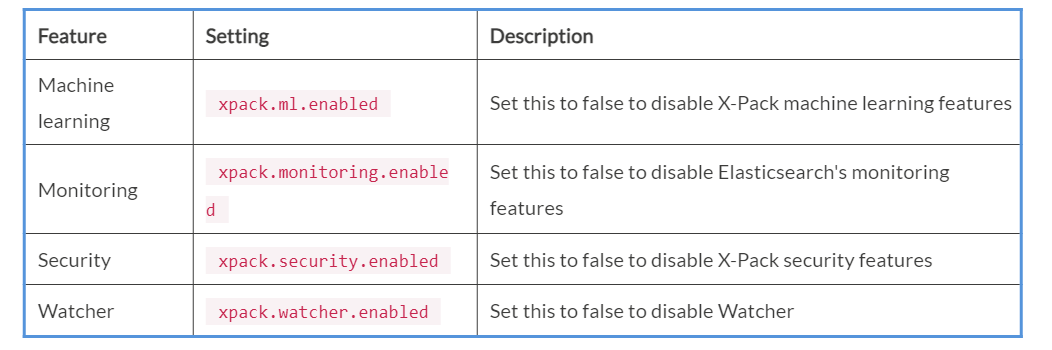 Feature Setting Description
Machine
learning
xpack.ml.enabled
Set this to false to disable X-Pack machine learning features
Monitoring
xpack.monitoring.enable
d
Set this to false to disable Elasticsearch's monitoring
features
Security xpack.security.enabled Set this to false to disable X-Pack security features
Watcher xpack.watcher.enabled Set this to false to disable Watcher